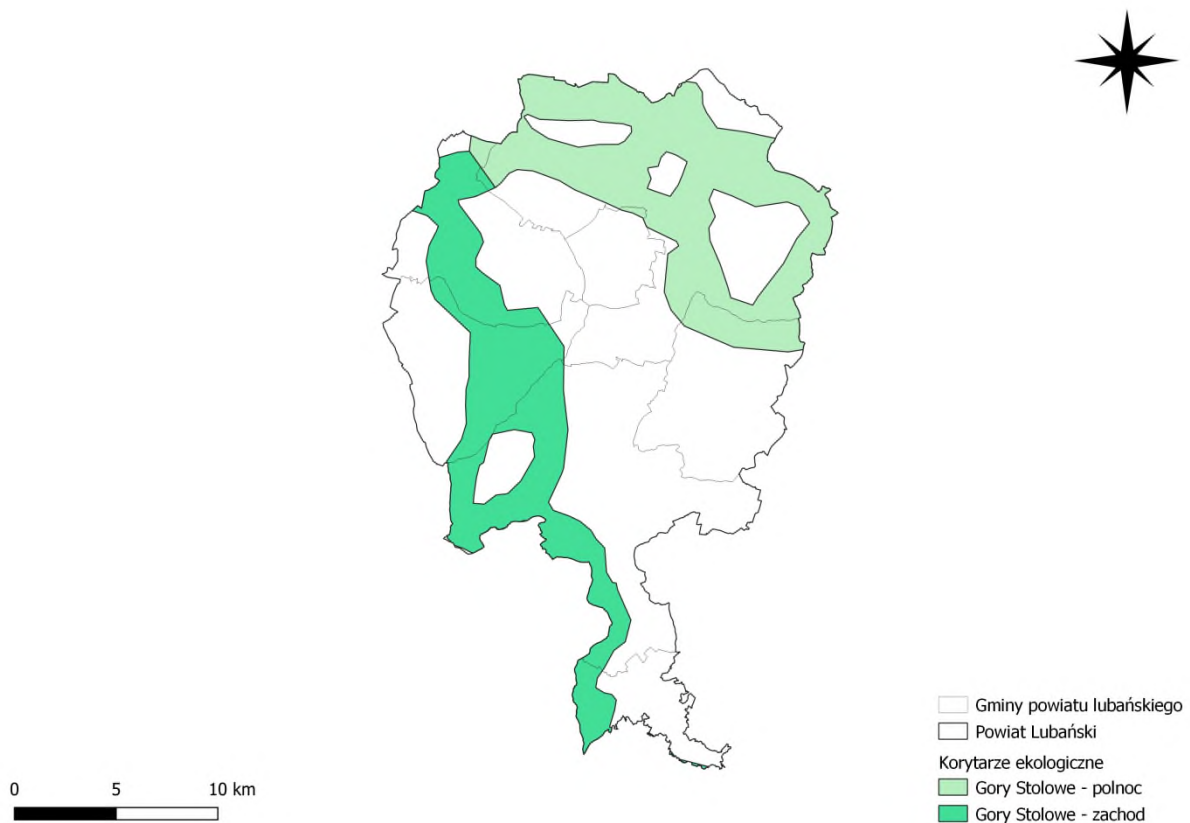 Gminy powiatu lubańskiego
Powiat Lubański
Korytarze ekologiczne
Gory Stolowe - polnoc
Gory Stolowe - zachod
0 5 10 km